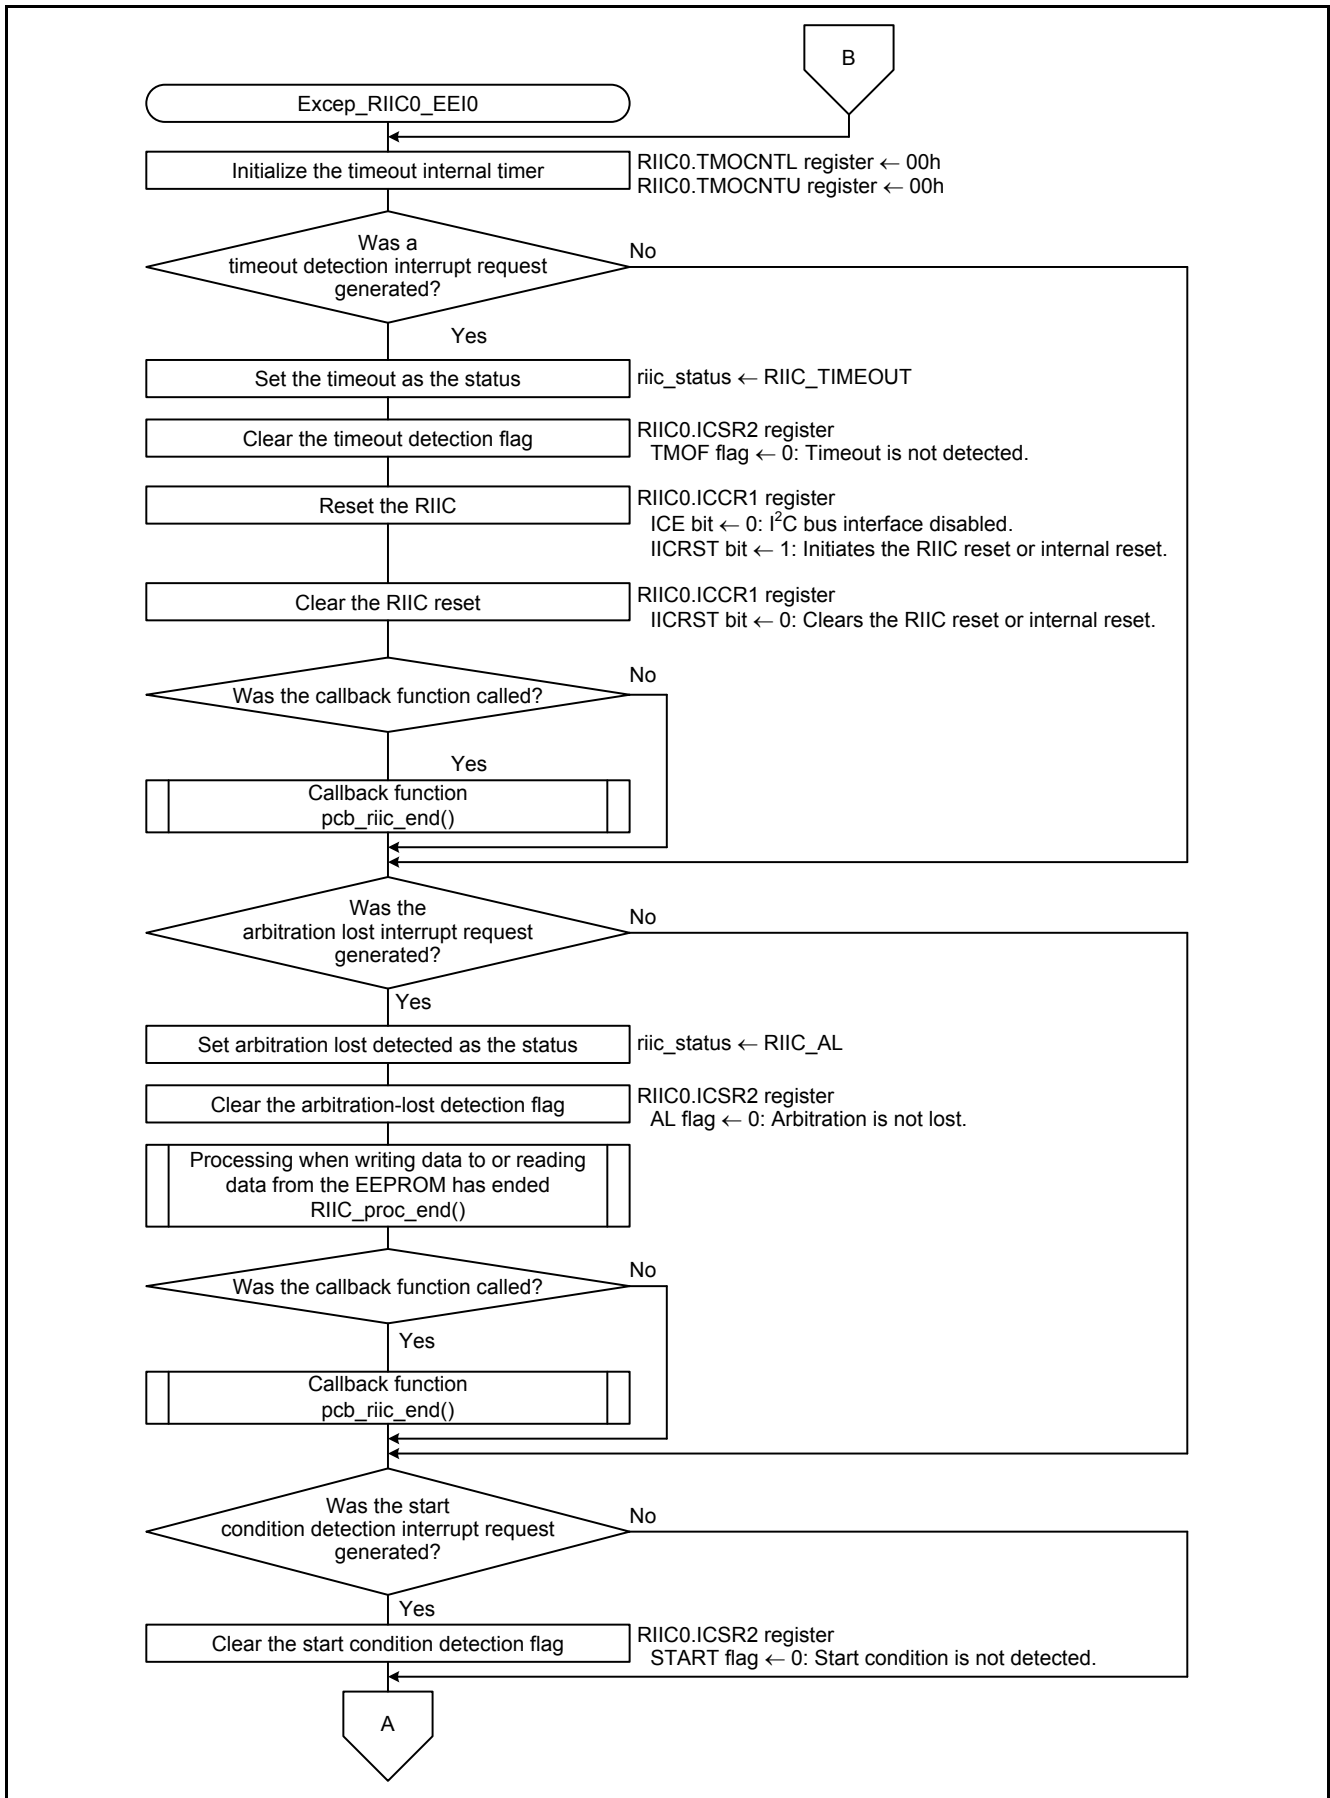 B
Excep_RIIC0_EEI0
Initialize the timeout internal timer
RIIC0.TMOCNTL register ← 00h
RIIC0.TMOCNTU register ← 00h
Was a
timeout detection interrupt request
generated?
No
Yes
Set the timeout as the status
riic_status ← RIIC_TIMEOUT
Clear the timeout detection flag
RIIC0.ICSR2 register
TMOF flag ← 0: Timeout is not detected.
Reset the RIIC
RIIC0.ICCR1 register
ICE bit ← 0: I²C bus interface disabled.
IICRST bit ← 1: Initiates the RIIC reset or internal reset.
Clear the RIIC reset
RIIC0.ICCR1 register
IICRST bit ← 0: Clears the RIIC reset or internal reset.
Was the callback function called?
No
Yes
Callback function
pcb_riic_end()
Was the
arbitration lost interrupt request
generated?
No
Yes
Set arbitration lost detected as the status
riic_status ← RIIC_AL
Clear the arbitration-lost detection flag
RIIC0.ICSR2 register
AL flag ← 0: Arbitration is not lost.
Processing when writing data to or reading
data from the EEPROM has ended
RIIC_proc_end()
Was the callback function called?
No
Yes
Callback function
pcb_riic_end()
Was the start
condition detection interrupt request
generated?
No
Yes
Clear the start condition detection flag
RIIC0.ICSR2 register
START flag ← 0: Start condition is not detected.
A